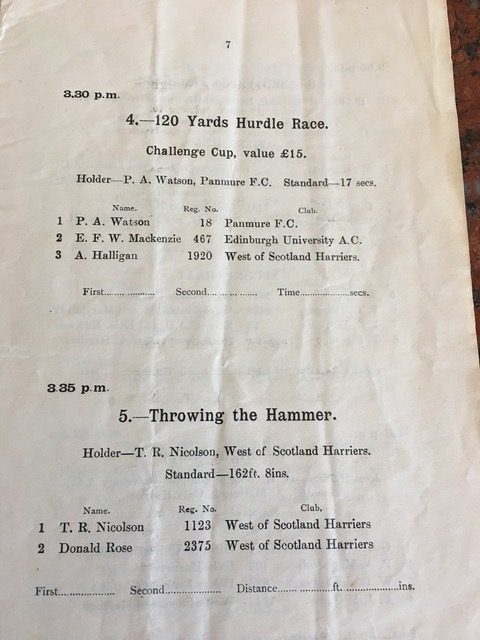 7
3.30 p.m.
4.—120 Yards Hurdle Race.
Challenge Cup, value £15.
Holder—P. A. Watson, Panmure F.C. Standard—17 secs.
Name. Reg. No. Club.
1 P. A. Watson 18 Panmure F.C.
2 E. F. W. Mackenzie 467 Edinburgh University A.C.
3 A. Halligan 1920 West of Scotland Harriers.
First.................. Second.................. Time..................secs.
3.35 p.m.
5.—Throwing the Hammer.
Holder—T. R. Nicolson, West of Scotland Harriers.
Standard—162ft. 8ins.
Name. Reg. No. Club.
1 T. R. Nicolson 1123 West of Scotland Harriers
2 Donald Rose 2375 West of Scotland Harriers
First.................. Second.................. Distance..................ft. ..................ins.